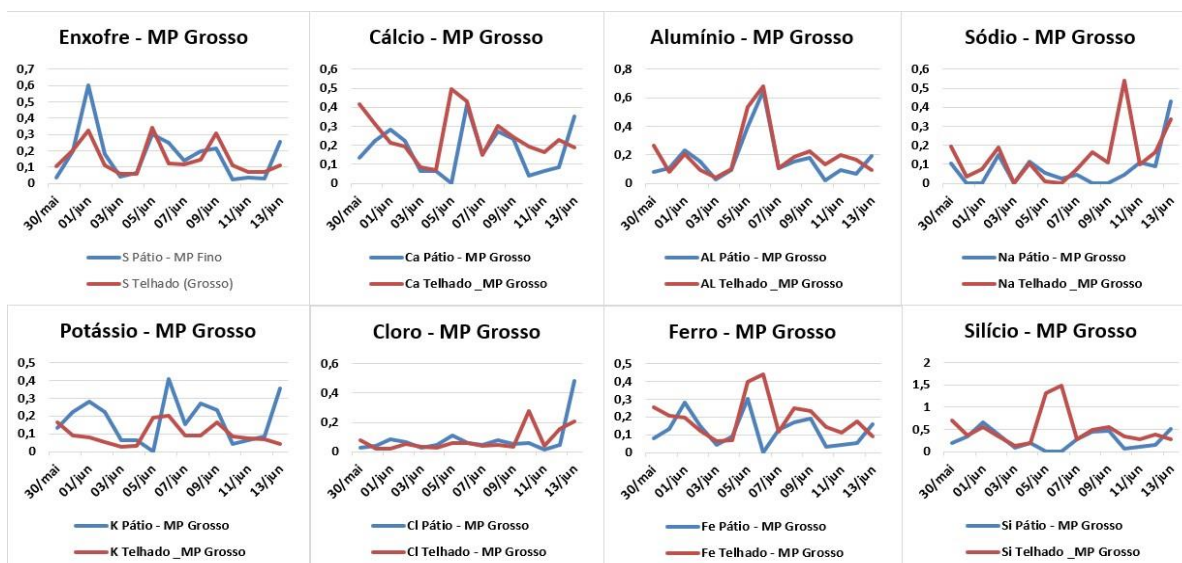 Enxofre - MP Grosso
0,7
0,6
0,5
0,4
0,3
0,2
0,1
0
30/mai
01/jun
03/jun
05/jun
07/jun
09/jun
11/jun
13/jun
S Pátio - MP Fino
S Telhado (Grosso)
Cálcio - MP Grosso
0,6
0,5
0,4
0,3
0,2
0,1
0
30/mai
01/jun
03/jun
05/jun
07/jun
09/jun
11/jun
13/jun
Ca Pátio - MP Grosso
Ca Telhado _MP Grosso
Alumínio - MP Grosso
0,8
0,6
0,4
0,2
0
30/mai
01/jun
03/jun
05/jun
07/jun
09/jun
11/jun
13/jun
AL Pátio - MP Grosso
AL Telhado _MP Grosso
Sódio - MP Grosso
0,6
0,5
0,4
0,3
0,2
0,1
0
30/mai
01/jun
03/jun
05/jun
07/jun
09/jun
11/jun
13/jun
Na Pátio - MP Grosso
Na Telhado _MP Grosso
Potássio - MP Grosso
0,5
0,4
0,3
0,2
0,1
0
30/mai
01/jun
03/jun
05/jun
07/jun
09/jun
11/jun
13/jun
K Pátio - MP Grosso
K Telhado _MP Grosso
Cloro - MP Grosso
0,6
0,4
0,2
0
30/mai
01/jun
03/jun
05/jun
07/jun
09/jun
11/jun
13/jun
Cl Pátio - MP Grosso
Cl Telhado - MP Grosso
Ferro - MP Grosso
0,5
0,4
0,3
0,2
0,1
0
30/mai
01/jun
03/jun
05/jun
07/jun
09/jun
11/jun
13/jun
Fe Pátio - MP Grosso
Fe Telhado - MP Grosso
Silício - MP Grosso
2
1,5
1
0,5
0
30/mai
01/jun
03/jun
05/jun
07/jun
09/jun
11/jun
13/jun
Si Pátio - MP Grosso
Si Telhado _MP Grosso